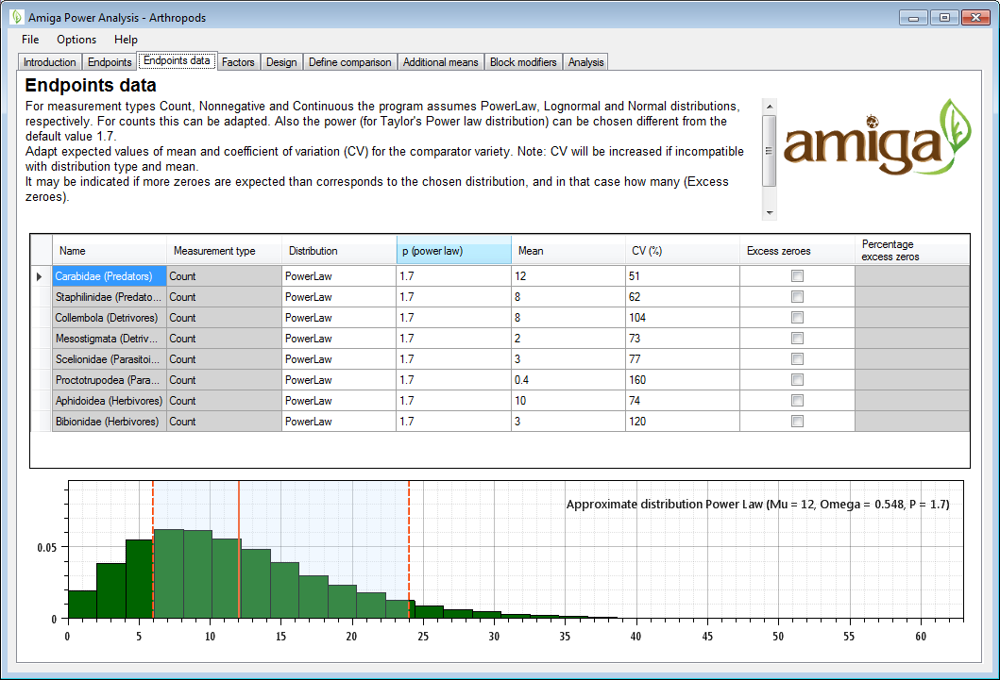 Amiga Power Analysis - Arthropods
File Options Help
Introduction Endpoints Endpoints data Factors Design Define comparison Additional means Block modifiers Analysis
Endpoints data
For measurement types Count, Nonnegative and Continuous the program assumes PowerLaw, Lognormal and Normal distributions,
respectively. For counts this can be adapted. Also the power (for Taylor's Power law distribution) can be chosen different from the
default value 1.7.
Adapt expected values of mean and coefficient of variation (CV) for the comparator variety. Note: CV will be increased if incompatible
with distribution type and mean.
It may be indicated if more zeroes are expected than corresponds to the chosen distribution, and in that case how many (Excess
zeroes).
amiga
Name Measurement type Distribution p (power law) Mean CV (%) Excess zeroes Percentage
excess zeros
Carabidae (Predators) Count PowerLaw 1.7 12 51
Staphilinidae (Predato... Count PowerLaw 1.7 8 62
Collembola (Detrivores) Count PowerLaw 1.7 8 104
Mesostigmata (Detriv... Count PowerLaw 1.7 2 73
Scelionidae (Parasitoi... Count PowerLaw 1.7 3 77
Proctotrupodea (Para... Count PowerLaw 1.7 0.4 160
Aphidoidea (Herbivores) Count PowerLaw 1.7 10 74
Bibionidae (Herbivores) Count PowerLaw 1.7 3 120
Approximate distribution Power Law (Mu = 12, Omega = 0.548, P = 1.7)
0.05
0
0 5 10 15 20 25 30 35 40 45 50 55 60